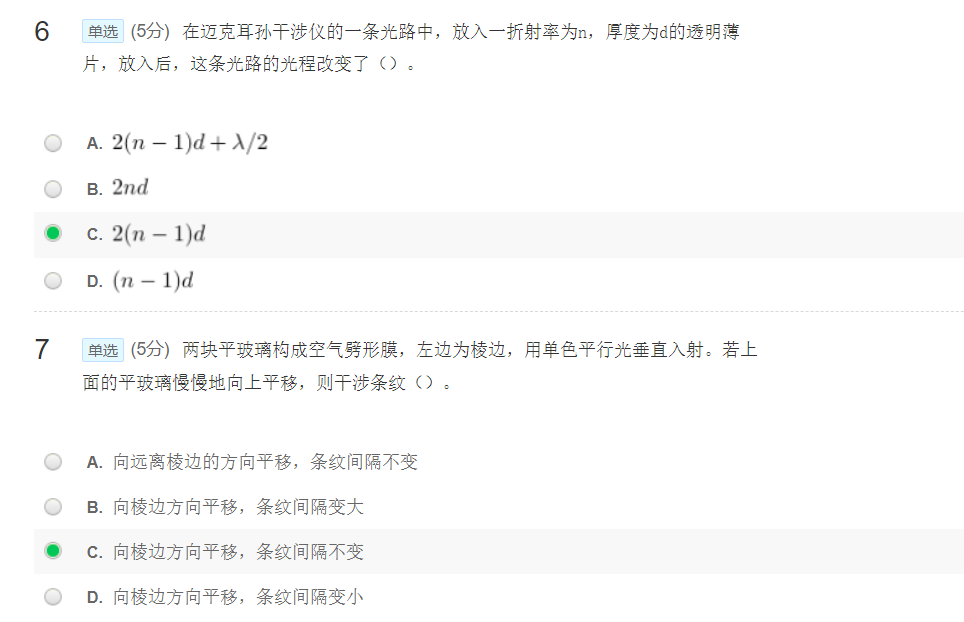 6 单选 (5分) 在迈克耳孙干涉仪的一条光路中，放入一折射率为n，厚度为d的透明薄
片，放入后，这条光路的光程改变了（）。
A. 2(n − 1)d + λ/2
B. 2nd
C. 2(n − 1)d
D. (n − 1)d
7 单选 (5分) 两块平玻璃构成空气劈形膜，左边为棱边，用单色平行光垂直入射。若上
面的平玻璃慢慢地向上平移，则干涉条纹（）。
A. 向远离棱边的方向平移，条纹间隔不变
B. 向棱边方向平移，条纹间隔变大
C. 向棱边方向平移，条纹间隔不变
D. 向棱边方向平移，条纹间隔变小